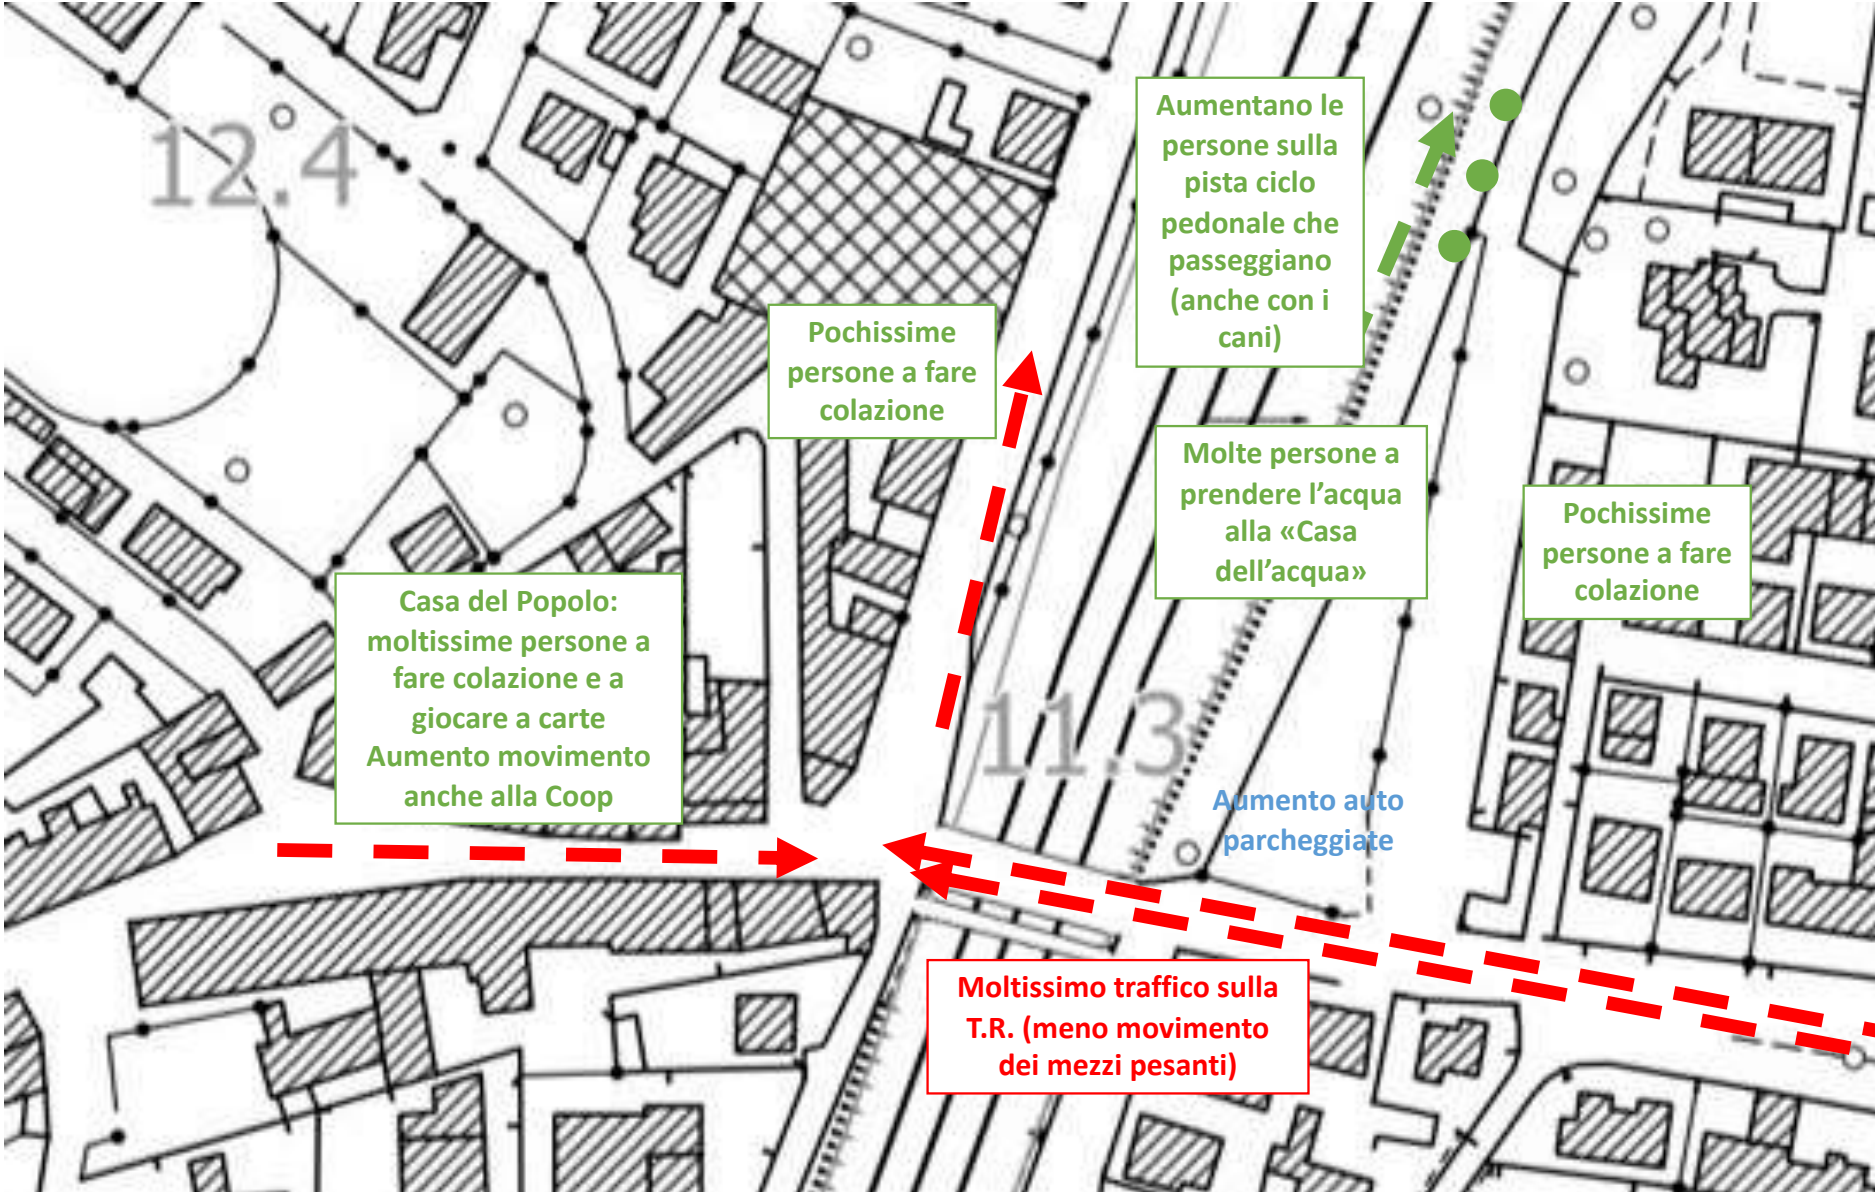 12.4
Aumentano le
persone sulla
pista ciclo
pedonale che
passeggiano
(anche con i
cani)
Pochissime
persone a fare
colazione
Molte persone a
prendere l'acqua
alla «Casa
dell'acqua»
Pochissime
persone a fare
colazione
Casa del Popolo:
moltissime persone a
fare colazione e a
giocare a carte
Aumento movimento
anche alla Coop
11.3
Aumento auto
parcheggiate
Moltissimo traffico sulla
T.R. (meno movimento
dei mezzi pesanti)